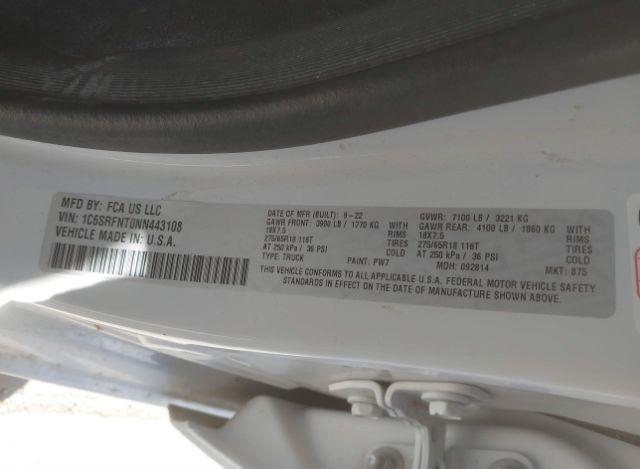 MFD BY: FCA US LLC
VIN: 1C6SRFNT0NN443108
VEHICLE MADE IN: U.S.A.
DATE OF MFR (BUILT): 9-22
GAWR FRONT: 3900 LB / 1770 KG WITH
18X7.5 RIMS
275/65R18 116T TIRES
AT 250 kPa / 36 PSI COLD
TYPE: TRUCK PAINT: PW7
GVWR: 7100 LB / 3221 KG
GAWR REAR: 4100 LB / 1860 KG WITH
18X7.5 RIMS
275/65R18 116T TIRES
AT 250 kPa / 36 PSI COLD
MDH: 092814 MKT: 875
THIS VEHICLE CONFORMS TO ALL APPLICABLE U.S.A. FEDERAL MOTOR VEHICLE SAFETY
STANDARDS IN EFFECT ON THE DATE OF MANUFACTURE SHOWN ABOVE.